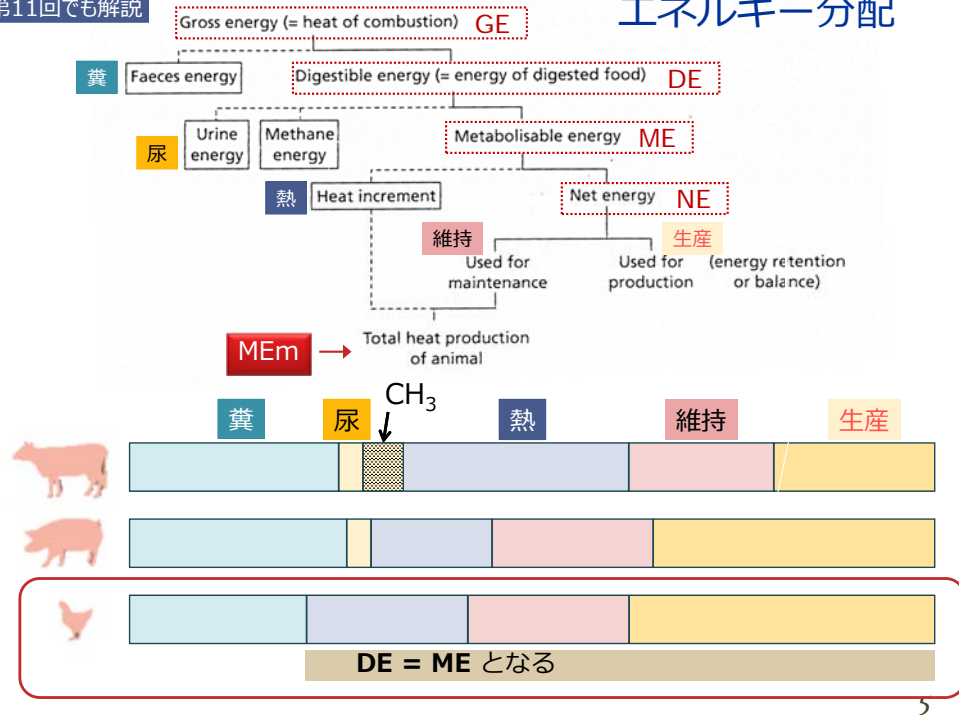 第11回でも解説
エネルギー分配
Gross energy (= heat of combustion) GE
糞 Faeces energy
Digestible energy (= energy of digested food) DE
尿
Urine
energy
Methane
energy
Metabolisable energy ME
熱 Heat increment
Net energy NE
維持
生産
Used for
maintenance
Used for
production
(energy retention
or balance)
MEm
Total heat production
of animal
CH3
糞 尿 熱 維持 生産
DE = ME となる
5